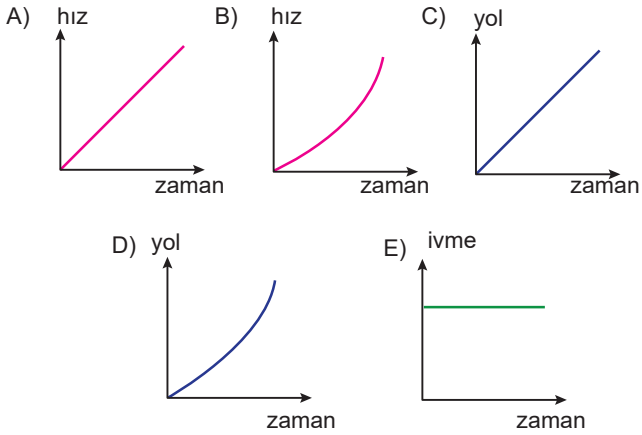 A) hız
zaman
B) hız
zaman
C) yol
zaman
D) yol
zaman
E) ivme
zaman